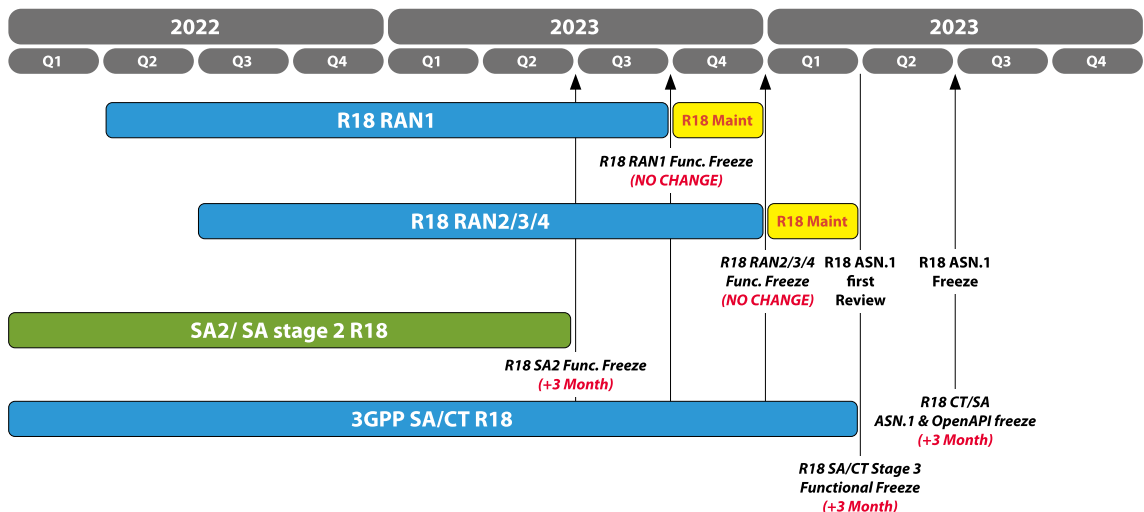 2022 2023 2023
Q1 Q2 Q3 Q4 Q1 Q2 Q3 Q4 Q1 Q2 Q3 Q4
R18 RAN1
R18 Maint
R18 RAN1 Func. Freeze
(NO CHANGE)
R18 RAN2/3/4
R18 Maint
R18 RAN2/3/4
Func. Freeze
(NO CHANGE)
R18 ASN.1
first
Review
R18 ASN.1
Freeze
SA2/ SA stage 2 R18
R18 SA2 Func. Freeze
(+3 Month)
3GPP SA/CT R18
R18 CT/SA
ASN.1 & OpenAPI freeze
(+3 Month)
R18 SA/CT Stage 3
Functional Freeze
(+3 Month)